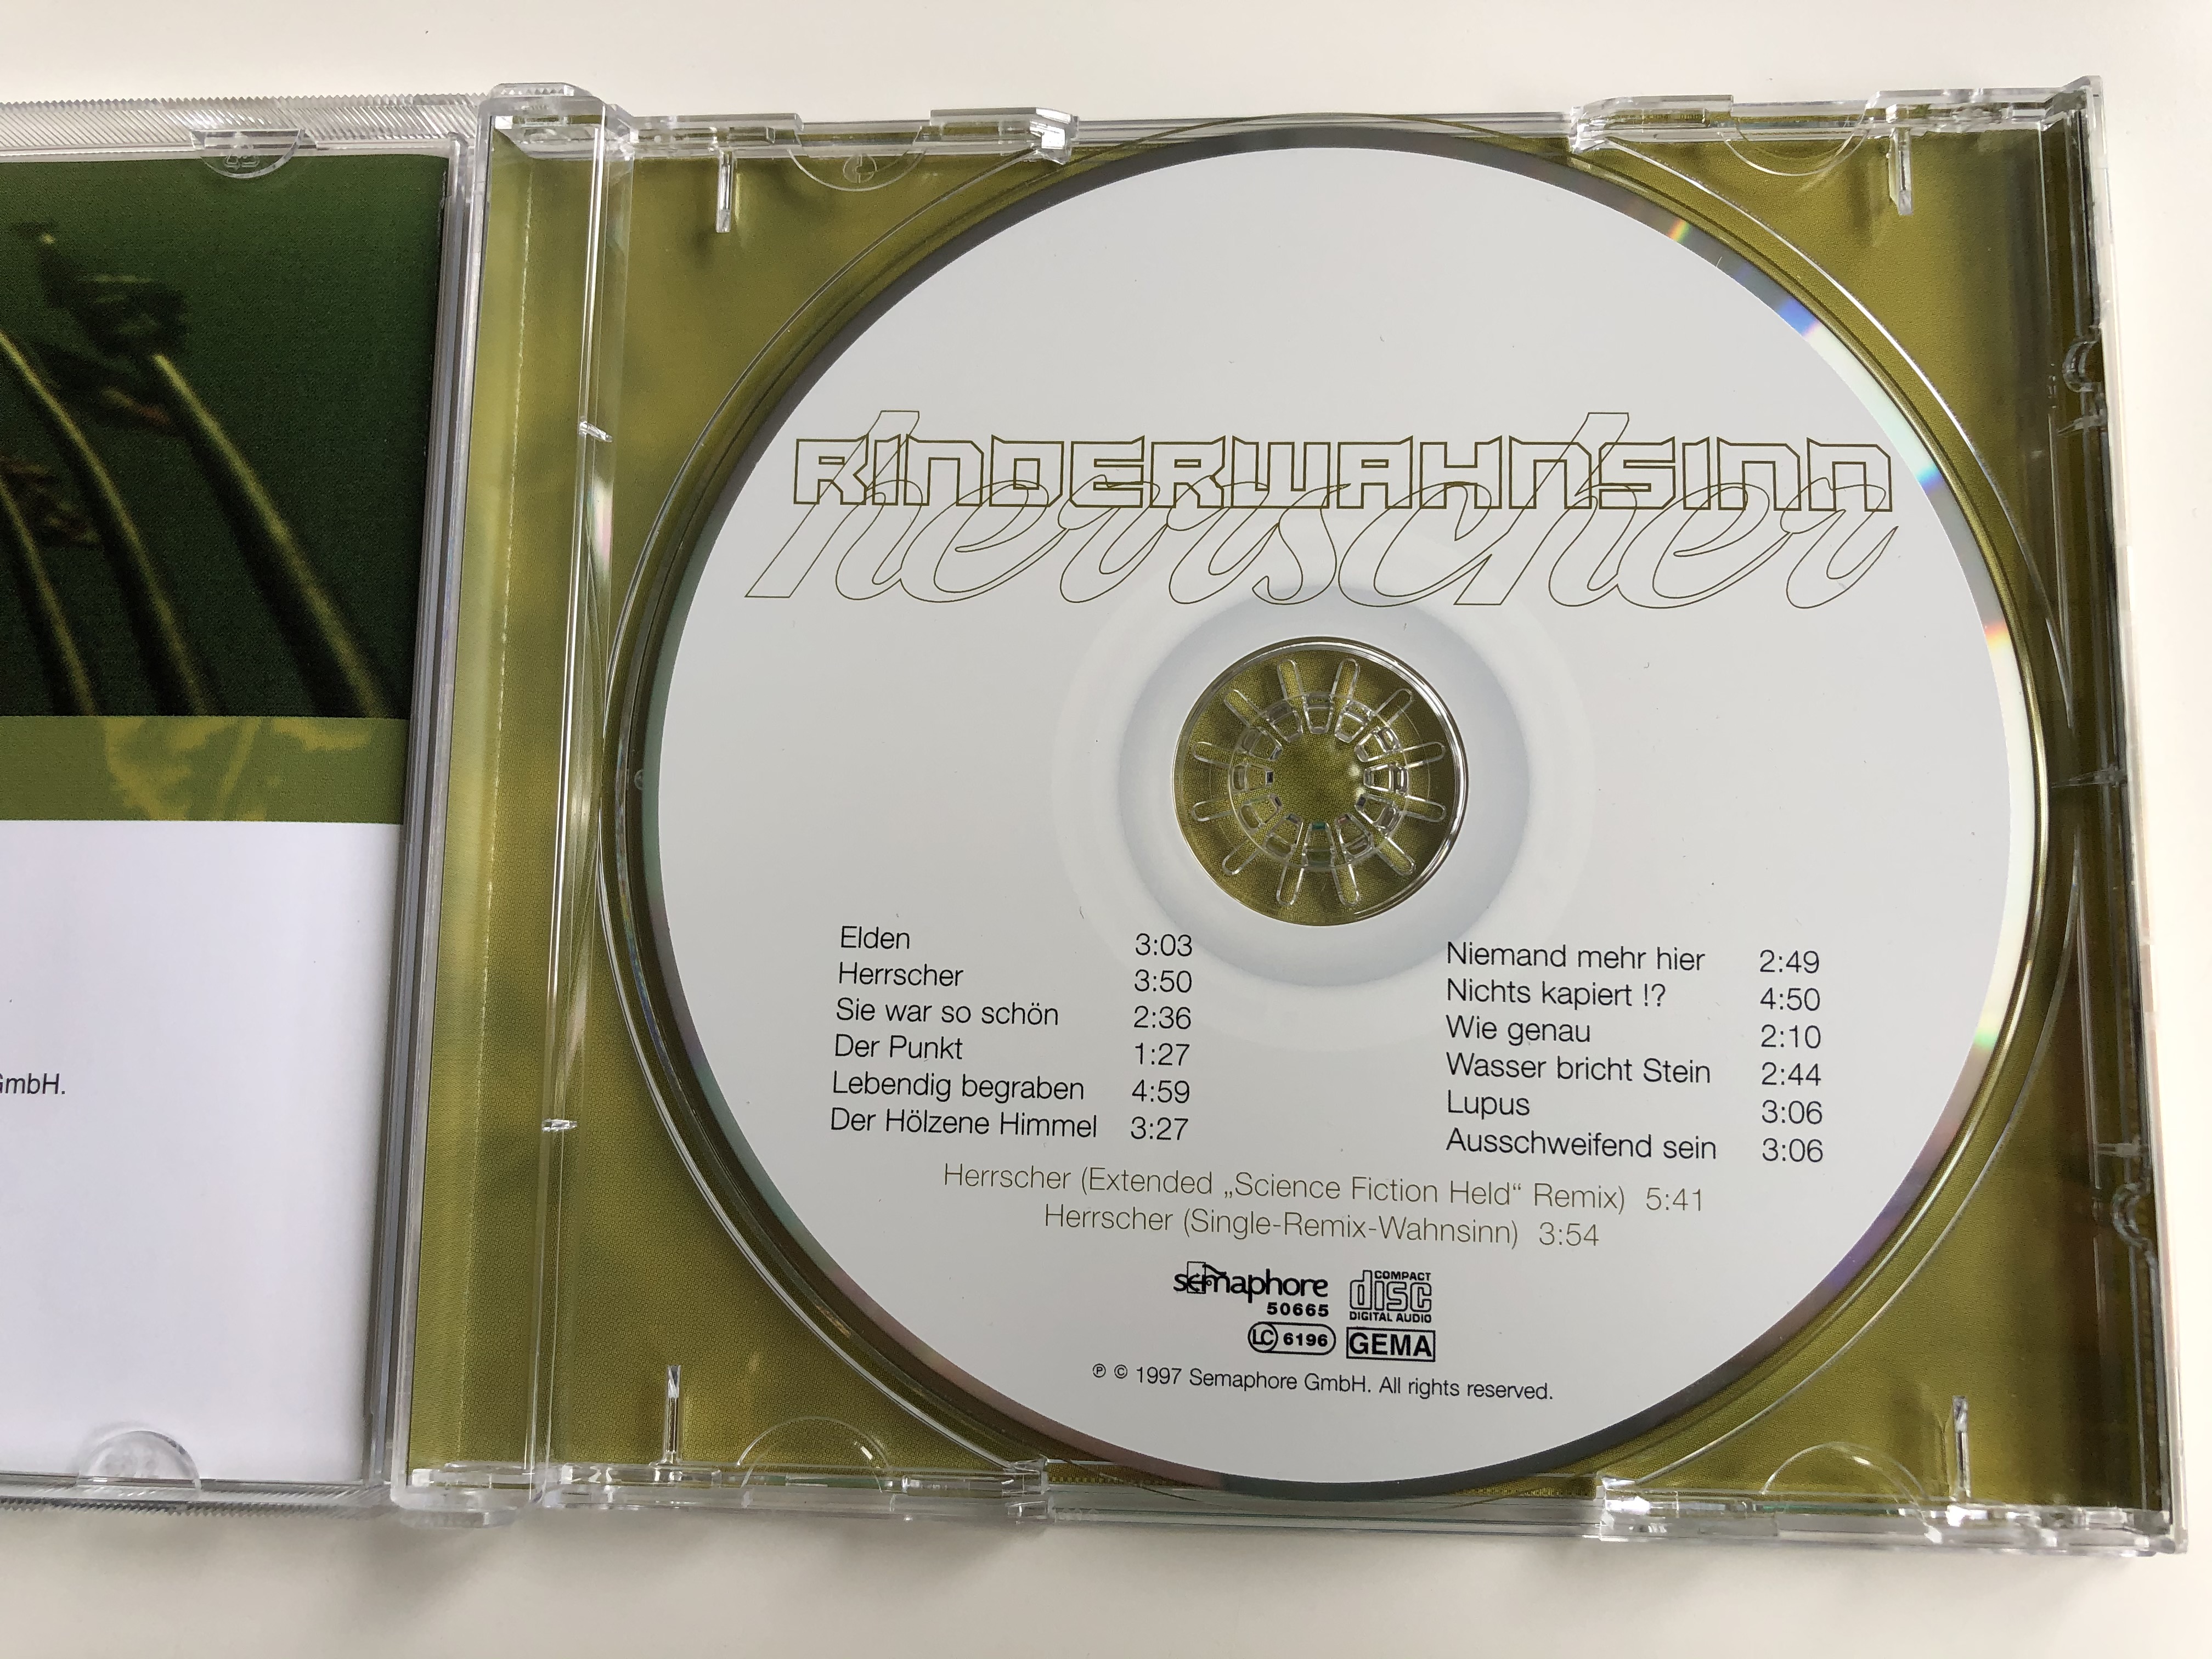 RINDERWAHNSINN
herrscher
Elden 3:03
Herrscher 3:50
Sie war so schön 2:36
Der Punkt 1:27
Lebendig begraben 4:59
Der Hölzene Himmel 3:27
Niemand mehr hier 2:49
Nichts kapiert !? 4:50
Wie genau 2:10
Wasser bricht Stein 2:44
Lupus 3:06
Ausschweifend sein 3:06
Herrscher (Extended „Science Fiction Held“ Remix) 5:41
Herrscher (Single-Remix-Wahnsinn) 3:54
semaphore
50665
COMPACT
disc
DIGITAL AUDIO
LC 6196
GEMA
℗ © 1997 Semaphore GmbH. All rights reserved.
GmbH.